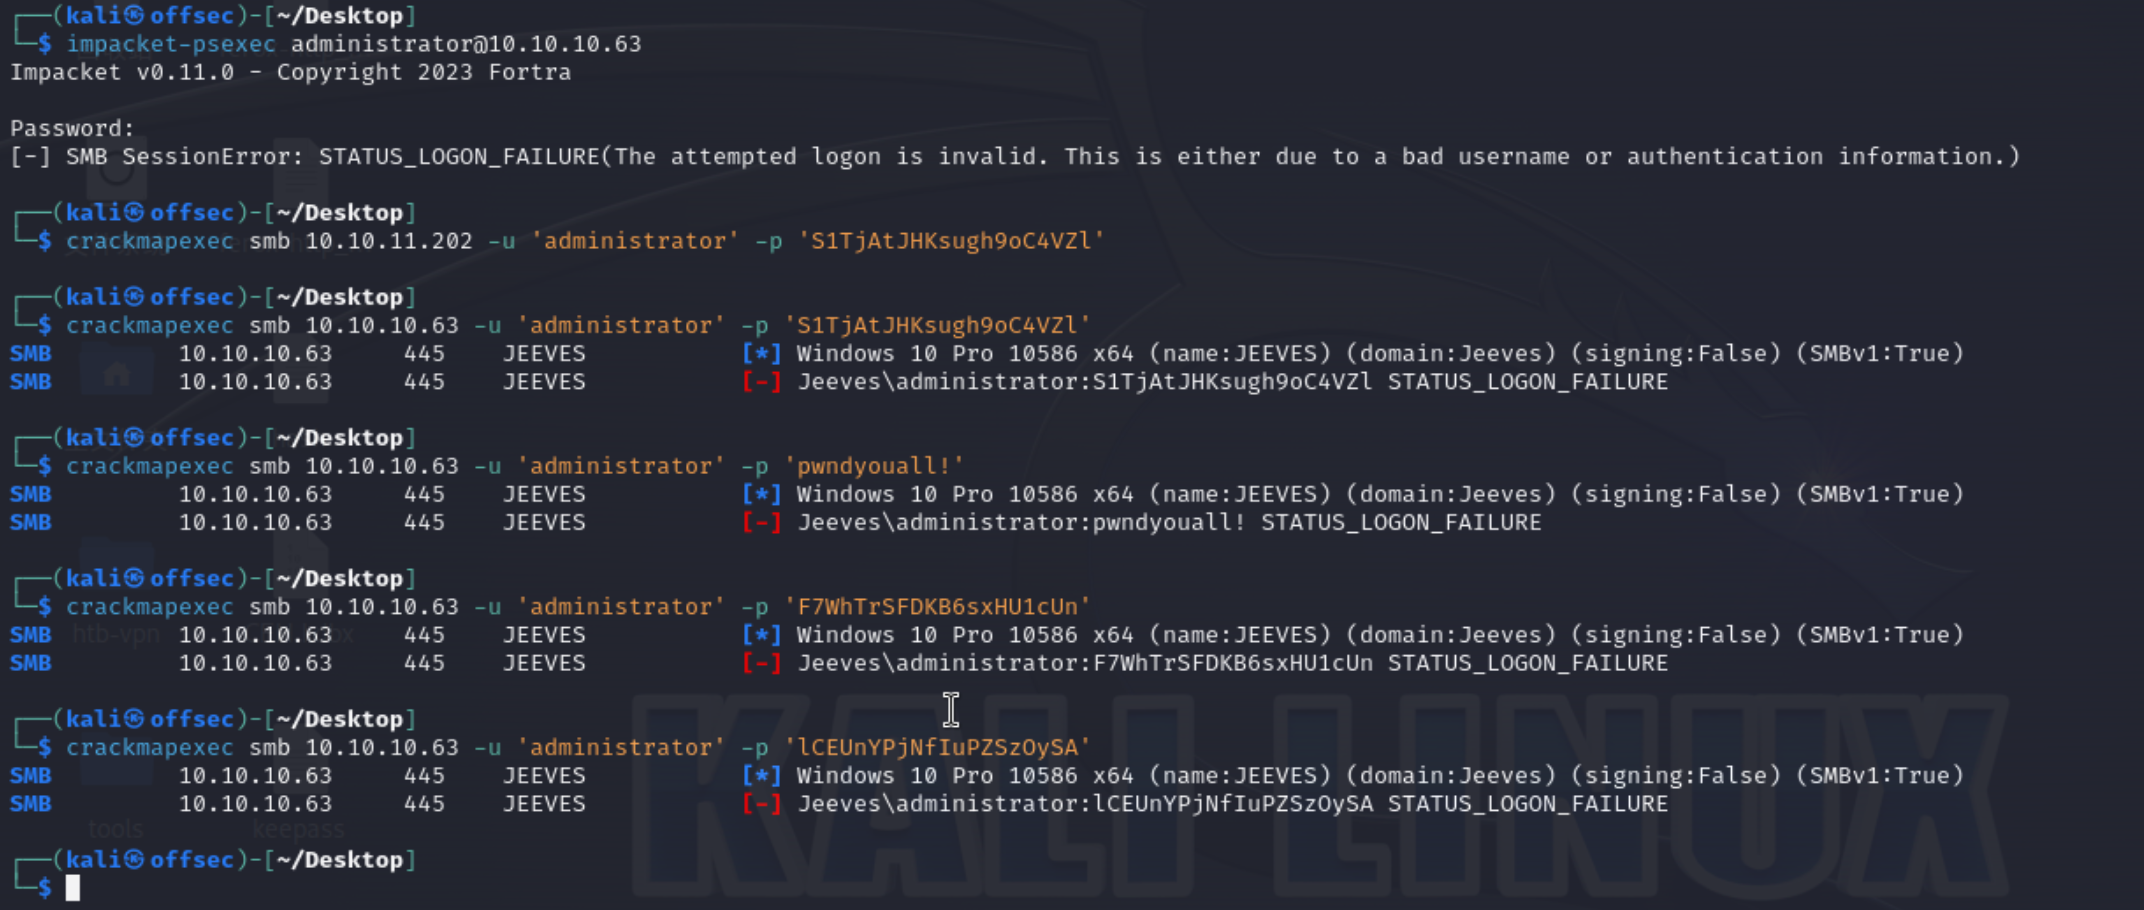 ┌──(kali㉿offsec)-[~/Desktop]
└─$ impacket-psexec administrator@10.10.10.63
Impacket v0.11.0 - Copyright 2023 Fortra
Password:
[-] SMB SessionError: STATUS_LOGON_FAILURE(The attempted logon is invalid. This is either due to a bad username or authentication information.)
┌──(kali㉿offsec)-[~/Desktop]
└─$ crackmapexec smb 10.10.11.202 -u 'administrator' -p 'S1TjAtJHKsugh9oC4VZl'
┌──(kali㉿offsec)-[~/Desktop]
└─$ crackmapexec smb 10.10.10.63 -u 'administrator' -p 'S1TjAtJHKsugh9oC4VZl'
SMB 10.10.10.63 445 JEEVES [*] Windows 10 Pro 10586 x64 (name:JEEVES) (domain:Jeeves) (signing:False) (SMBv1:True)
SMB 10.10.10.63 445 JEEVES [-] Jeeves\administrator:S1TjAtJHKsugh9oC4VZl STATUS_LOGON_FAILURE
┌──(kali㉿offsec)-[~/Desktop]
└─$ crackmapexec smb 10.10.10.63 -u 'administrator' -p 'pwndyouall!'
SMB 10.10.10.63 445 JEEVES [*] Windows 10 Pro 10586 x64 (name:JEEVES) (domain:Jeeves) (signing:False) (SMBv1:True)
SMB 10.10.10.63 445 JEEVES [-] Jeeves\administrator:pwndyouall! STATUS_LOGON_FAILURE
┌──(kali㉿offsec)-[~/Desktop]
└─$ crackmapexec smb 10.10.10.63 -u 'administrator' -p 'F7WhTrSFDKB6sxHU1cUn'
SMB 10.10.10.63 445 JEEVES [*] Windows 10 Pro 10586 x64 (name:JEEVES) (domain:Jeeves) (signing:False) (SMBv1:True)
SMB 10.10.10.63 445 JEEVES [-] Jeeves\administrator:F7WhTrSFDKB6sxHU1cUn STATUS_LOGON_FAILURE
┌──(kali㉿offsec)-[~/Desktop]
└─$ crackmapexec smb 10.10.10.63 -u 'administrator' -p 'lCEUnYPjNfIuPZSzOySA'
SMB 10.10.10.63 445 JEEVES [*] Windows 10 Pro 10586 x64 (name:JEEVES) (domain:Jeeves) (signing:False) (SMBv1:True)
SMB 10.10.10.63 445 JEEVES [-] Jeeves\administrator:lCEUnYPjNfIuPZSzOySA STATUS_LOGON_FAILURE
┌──(kali㉿offsec)-[~/Desktop]
└─$
htb-vpn
tools
keepass
KALI LINUX